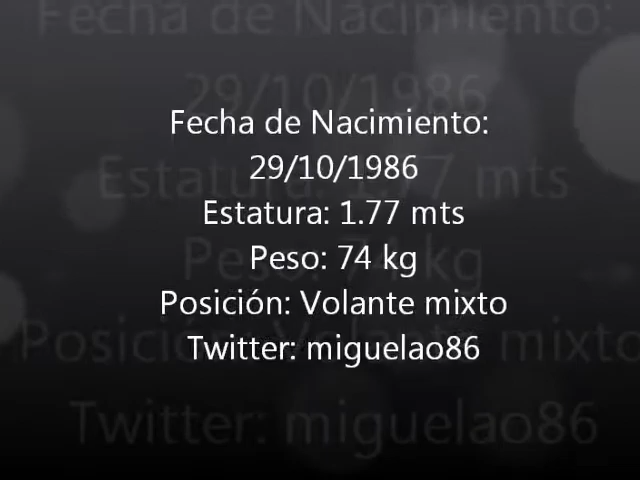 Fecha de Nacimiento:
29/10/1986
Estatura: 1.77 mts
Peso: 74 kg
Posición: Volante mixto
Twitter: miguelao86